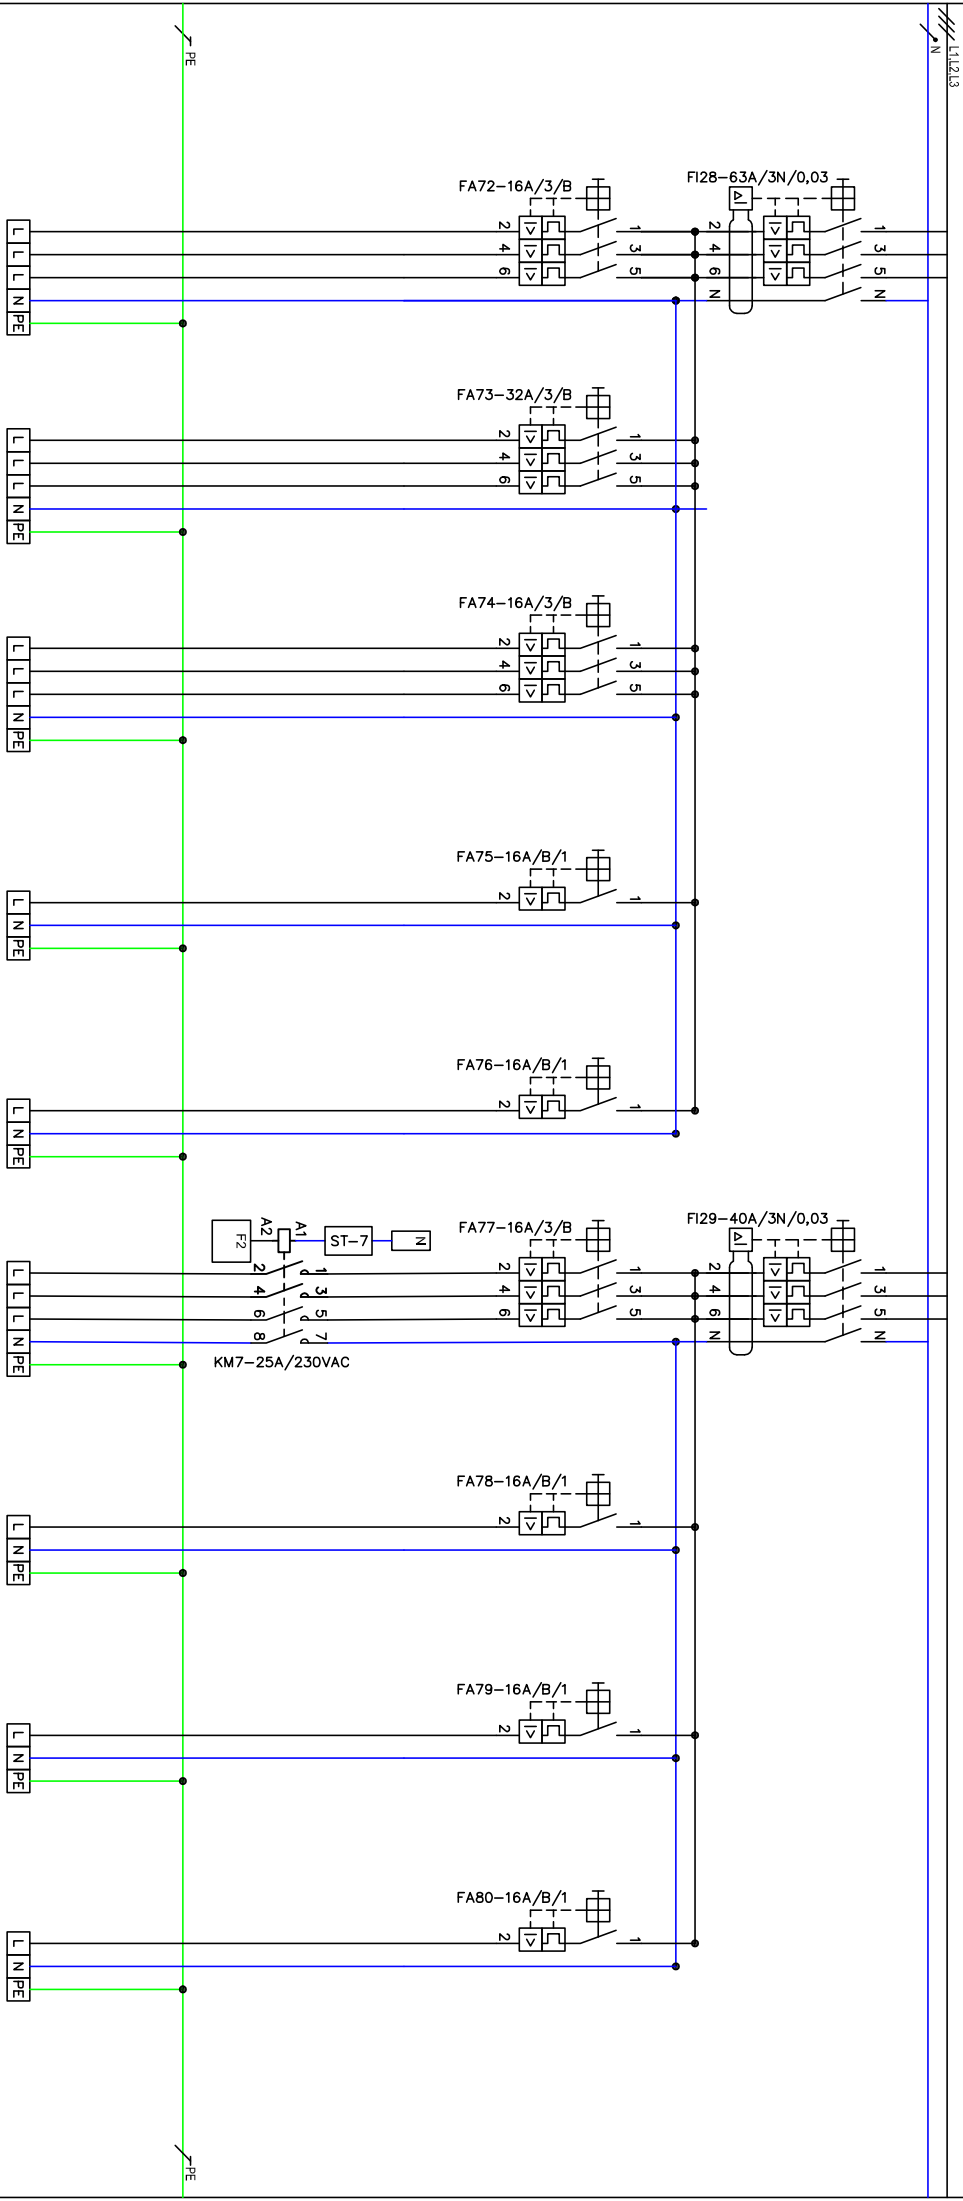 L1,L2,L3
N
PE
FI28-63A/3N/0,03
FA72-16A/3/B
1
3
5
N
2
4
6
N
1
3
5
2
4
6
L
L
L
N
PE
FA73-32A/3/B
1
3
5
2
4
6
L
L
L
N
PE
FA74-16A/3/B
1
3
5
2
4
6
L
L
L
N
PE
FA75-16A/B/1
1
2
L
N
PE
FA76-16A/B/1
1
2
L
N
PE
FI29-40A/3N/0,03
1
3
5
N
2
4
6
N
FA77-16A/3/B
1
3
5
2
4
6
N
ST-7
A1
A2
F2
1
3
5
7
2
4
6
8
KM7-25A/230VAC
L
L
L
N
PE
FA78-16A/B/1
1
2
L
N
PE
FA79-16A/B/1
1
2
L
N
PE
FA80-16A/B/1
1
2
L
N
PE
PE